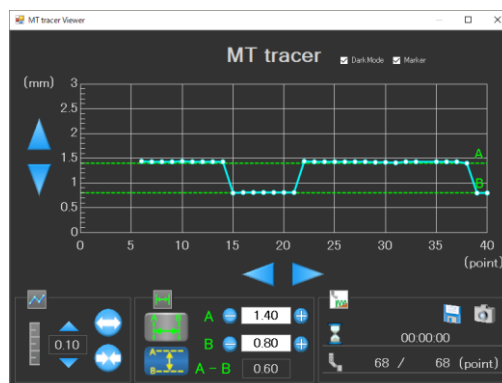 MT tracer Viewer
MT tracer
DarkMode
Marker
(mm)
3
2.5
2
1.5
1
0.5
0
A
B
0 5 10 15 20 25 30 35 40
(point)
0.10
A 1.40
B 0.80
A - B 0.60
A
B
00:00:00
68 / 68 (point)